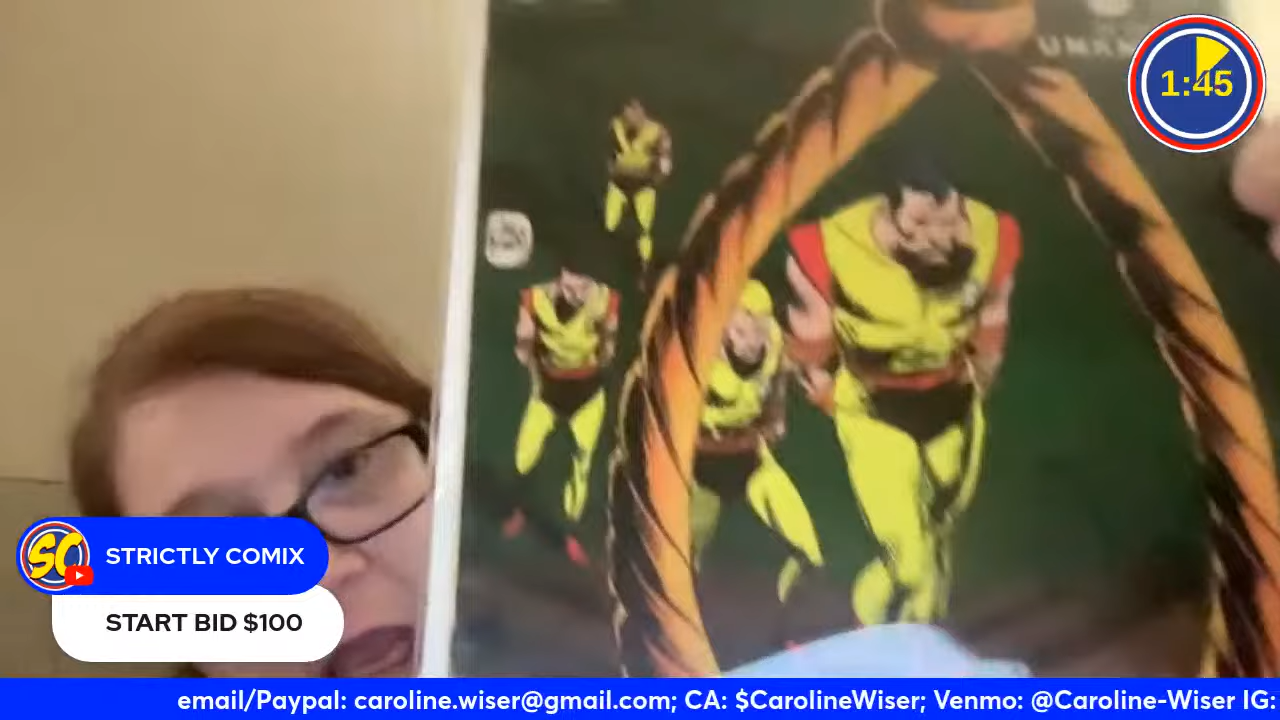 1:45
SC
STRICTLY COMIX
START BID $100
email/Paypal: caroline.wiser@gmail.com; CA: $CarolineWiser; Venmo: @Caroline-Wiser IG: